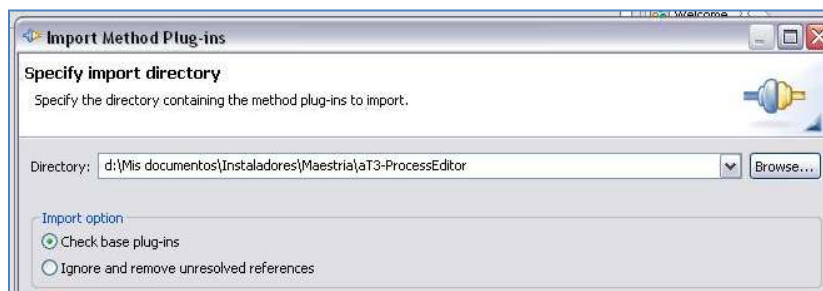 Welcome
Import Method Plug-ins
Specify import directory
Specify the directory containing the method plug-ins to import.
Directory: d:\Mis documentos\Instaladores\Maestria\aT3-ProcessEditor Browse...
Import option
Check base plug-ins
Ignore and remove unresolved references